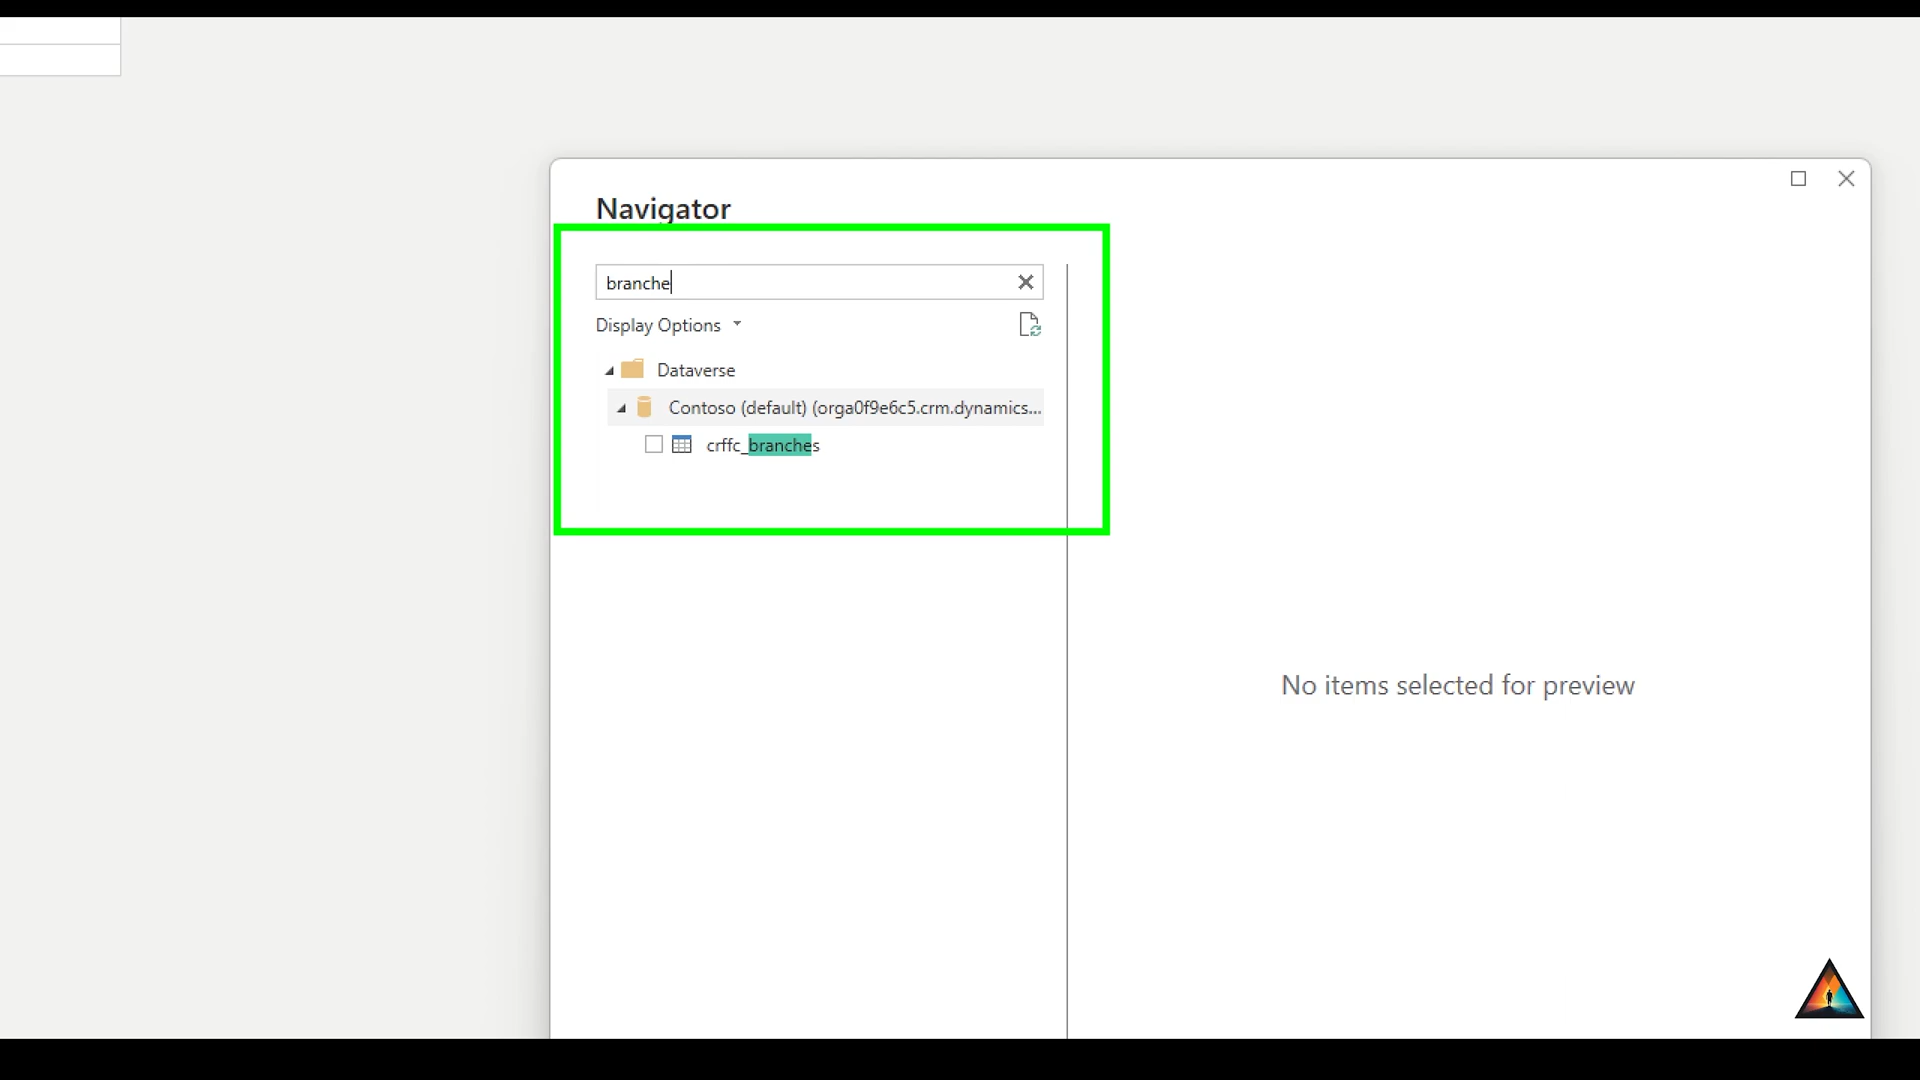 Navigator
branche
Display Options
Dataverse
Contoso (default) (orga0f9e6c5.crm.dynamics...
crffc_branches
No items selected for preview